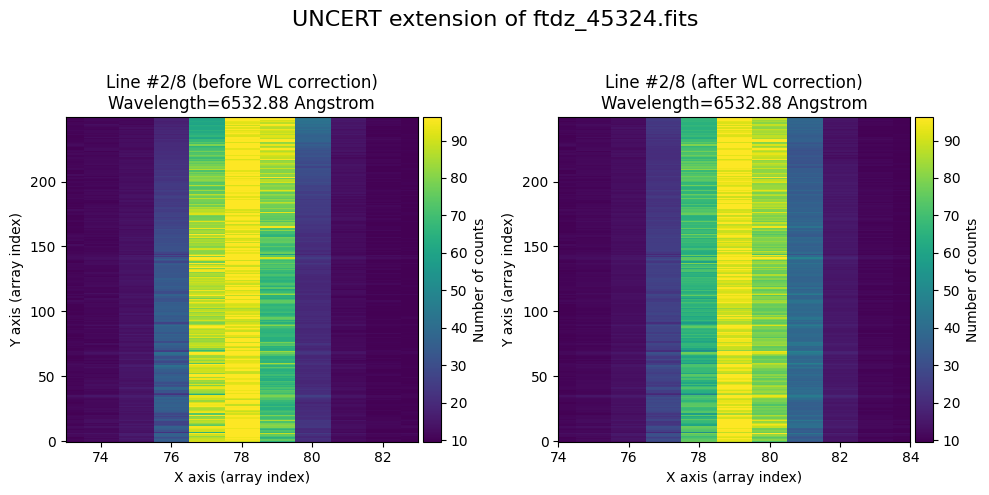 UNCERT extension of ftdz_45324.fits
Line #2/8 (before WL correction)
Wavelength=6532.88 Angstrom
Y axis (array index)
200
150
100
50
0
74 76 78 80 82
X axis (array index)
90
80
70
60
50
40
30
20
10
Number of counts
Line #2/8 (after WL correction)
Wavelength=6532.88 Angstrom
Y axis (array index)
200
150
100
50
0
74 76 78 80 82 84
X axis (array index)
90
80
70
60
50
40
30
20
10
Number of counts